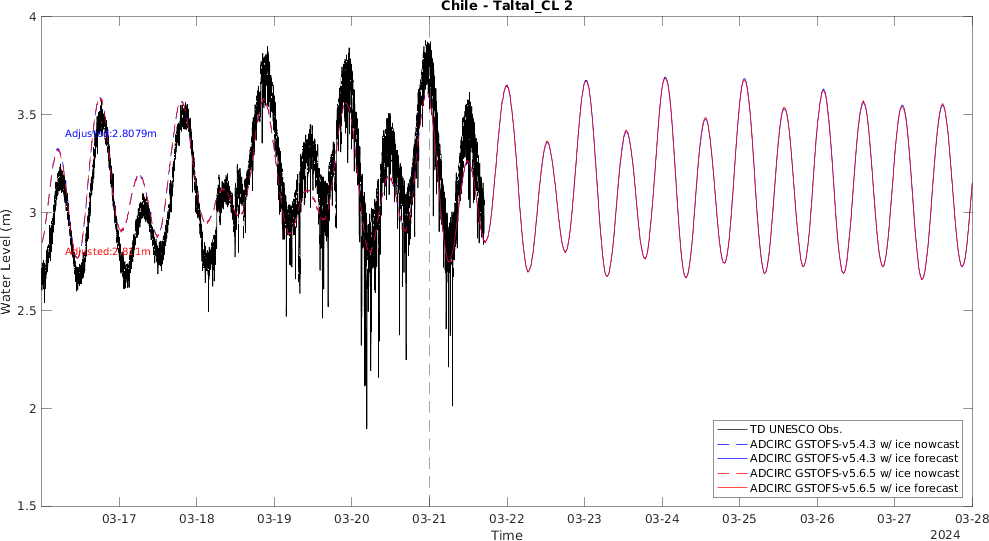 Chile - Taltal_CL 2
Water Level (m)
4
3.5
3
2.5
2
1.5
Adjusted:2.8079m
Adjusted:2.821m
TD UNESCO Obs.
ADCIRC GSTOFS-v5.4.3 w/ ice nowcast
ADCIRC GSTOFS-v5.4.3 w/ ice forecast
ADCIRC GSTOFS-v5.6.5 w/ ice nowcast
ADCIRC GSTOFS-v5.6.5 w/ ice forecast
03-17 03-18 03-19 03-20 03-21 03-22 03-23 03-24 03-25 03-26 03-27 03-28
Time
2024